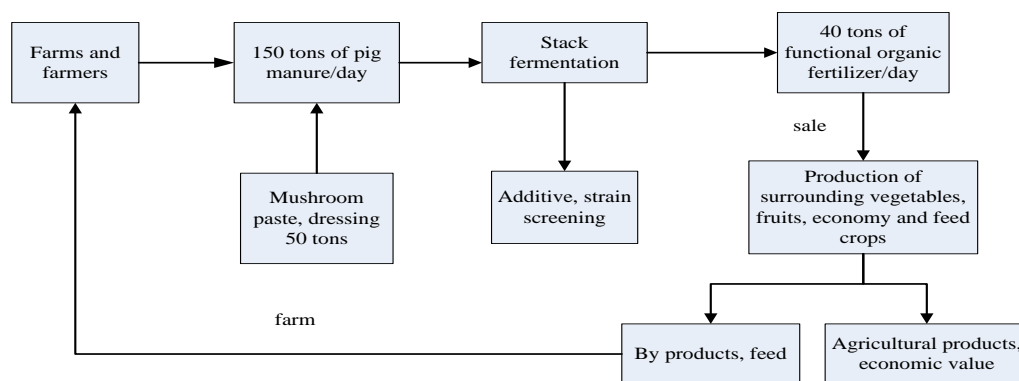 Farms and
farmers
150 tons of pig
manure/day
Stack
fermentation
40 tons of
functional organic
fertilizer/day
sale
Mushroom
paste, dressing
50 tons
Additive, strain
screening
Production of
surrounding vegetables,
fruits, economy and feed
crops
farm
By products, feed
Agricultural products,
economic value